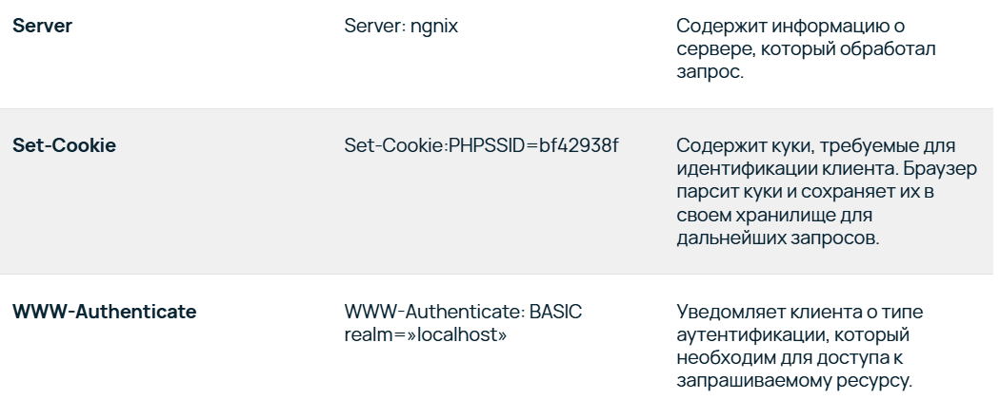 Server
Server: ngnix
Содержит информацию о
сервере, который обработал
запрос.
Set-Cookie
Set-Cookie:PHPSSID=bf42938f
Содержит куки, требуемые для
идентификации клиента. Браузер
парсит куки и сохраняет их в
своем хранилище для
дальнейших запросов.
WWW-Authenticate
WWW-Authenticate: BASIC
realm=»localhost»
Уведомляет клиента о типе
аутентификации, который
необходим для доступа к
запрашиваемому ресурсу.